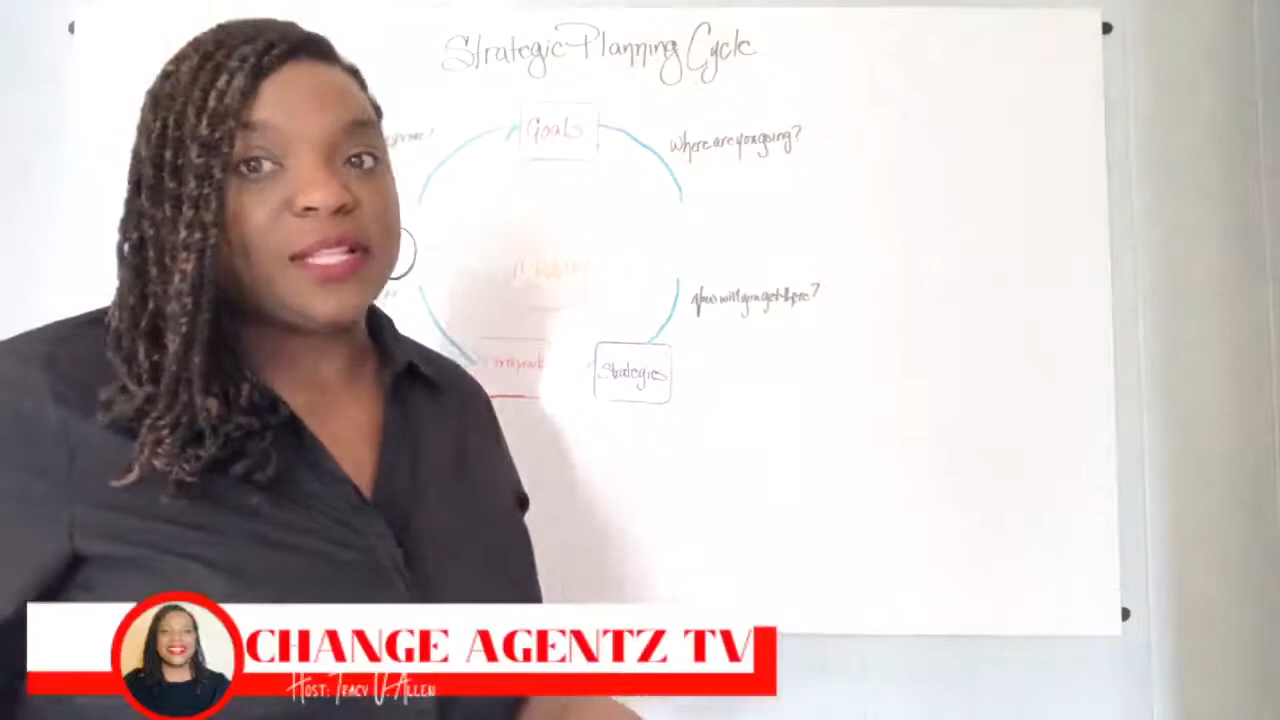 Strategic Planning Cycle
Goals
Where are you going?
How will you get there?
Strategies
CHANGE AGENTZ TV
HOST: TRACY V. ALLEN